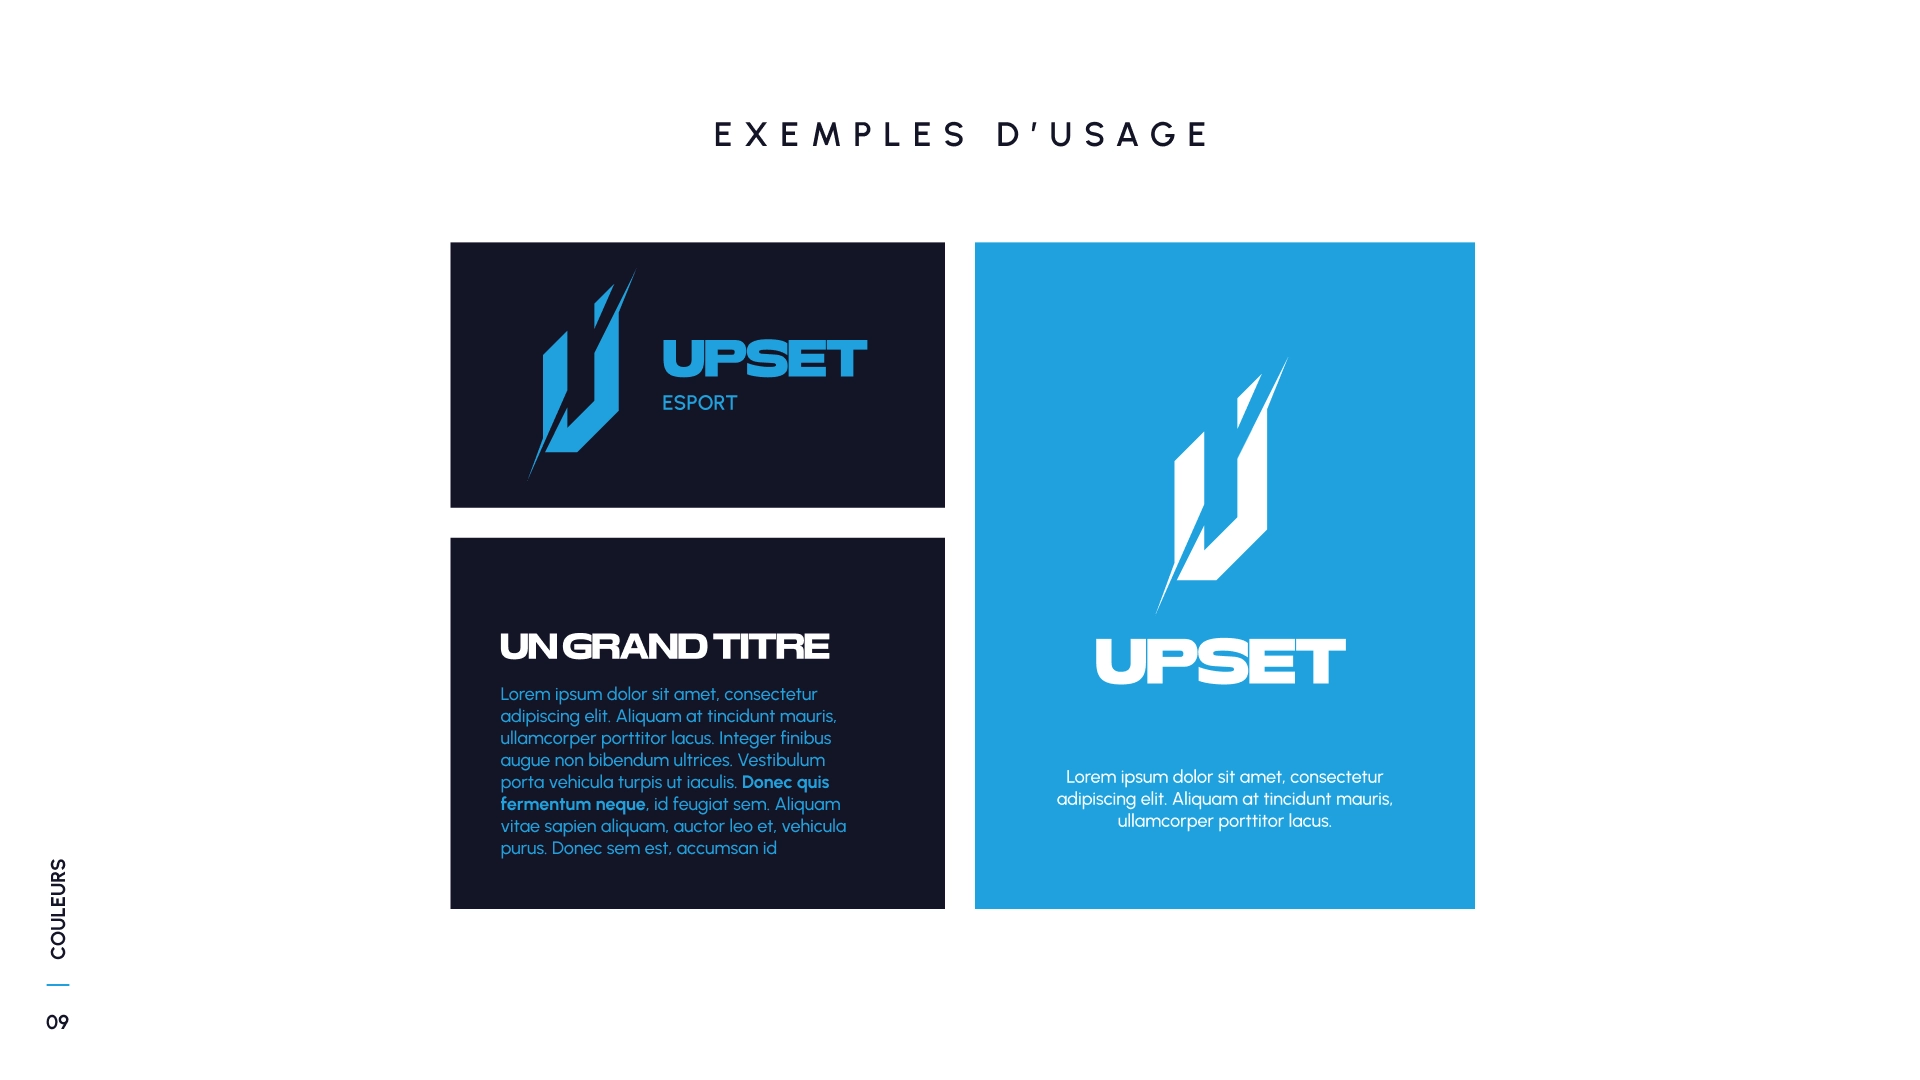 EXEMPLES D’USAGE
UPSET
ESPORT
UN GRAND TITRE
Lorem ipsum dolor sit amet, consectetur
adipiscing elit. Aliquam at tincidunt mauris,
ullamcorper porttitor lacus. Integer finibus
augue non bibendum ultrices. Vestibulum
porta vehicula turpis ut iaculis. Donec quis
fermentum neque, id feugiat sem. Aliquam
vitae sapien aliquam, auctor leo et, vehicula
purus. Donec sem est, accumsan id
UPSET
Lorem ipsum dolor sit amet, consectetur
adipiscing elit. Aliquam at tincidunt mauris,
ullamcorper porttitor lacus.
COULEURS
09